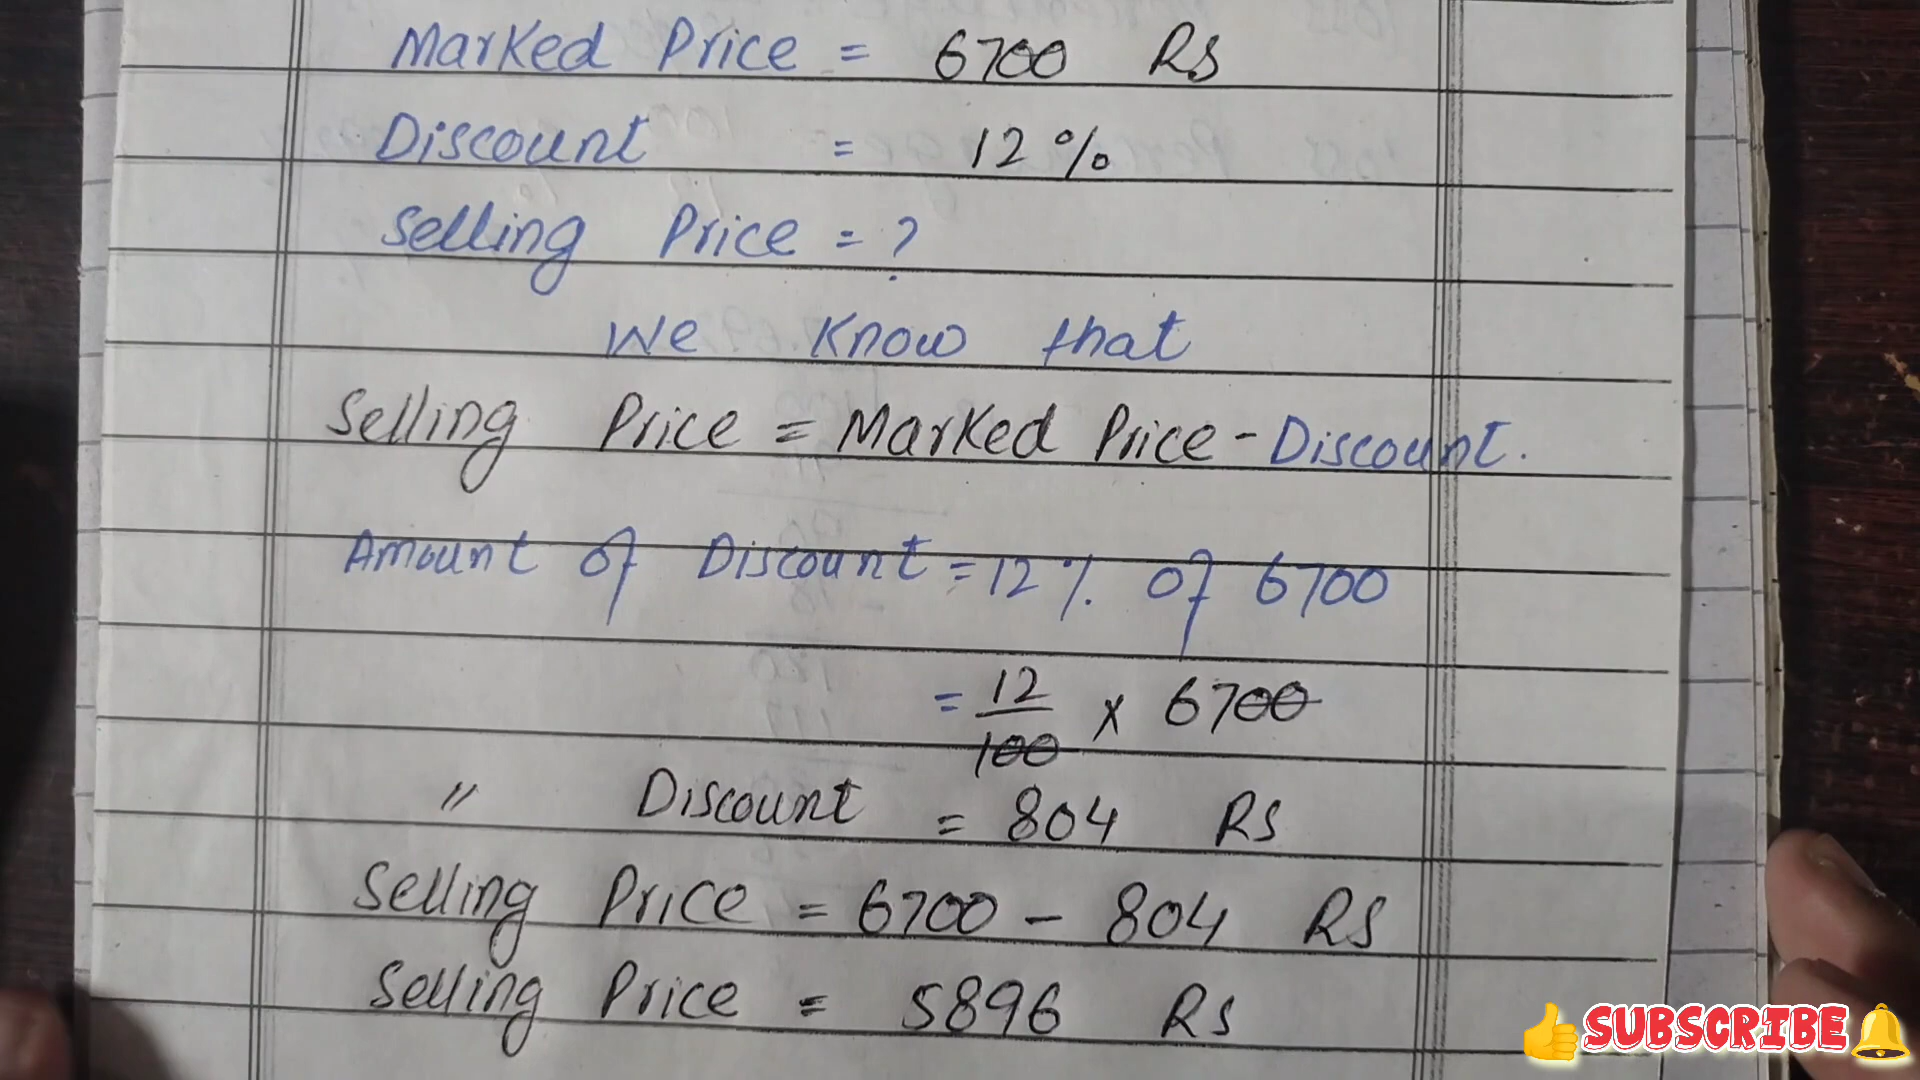 Marked Price = 6700 Rs
Discount = 12%
Selling Price = ?
We Know that
Selling Price = Marked Price - Discount.
Amount of Discount = 12% of 6700
= 12/100 x 6700
" Discount = 804 Rs
Selling Price = 6700 - 804 Rs
Selling Price = 5896 Rs
SUBSCRIBE